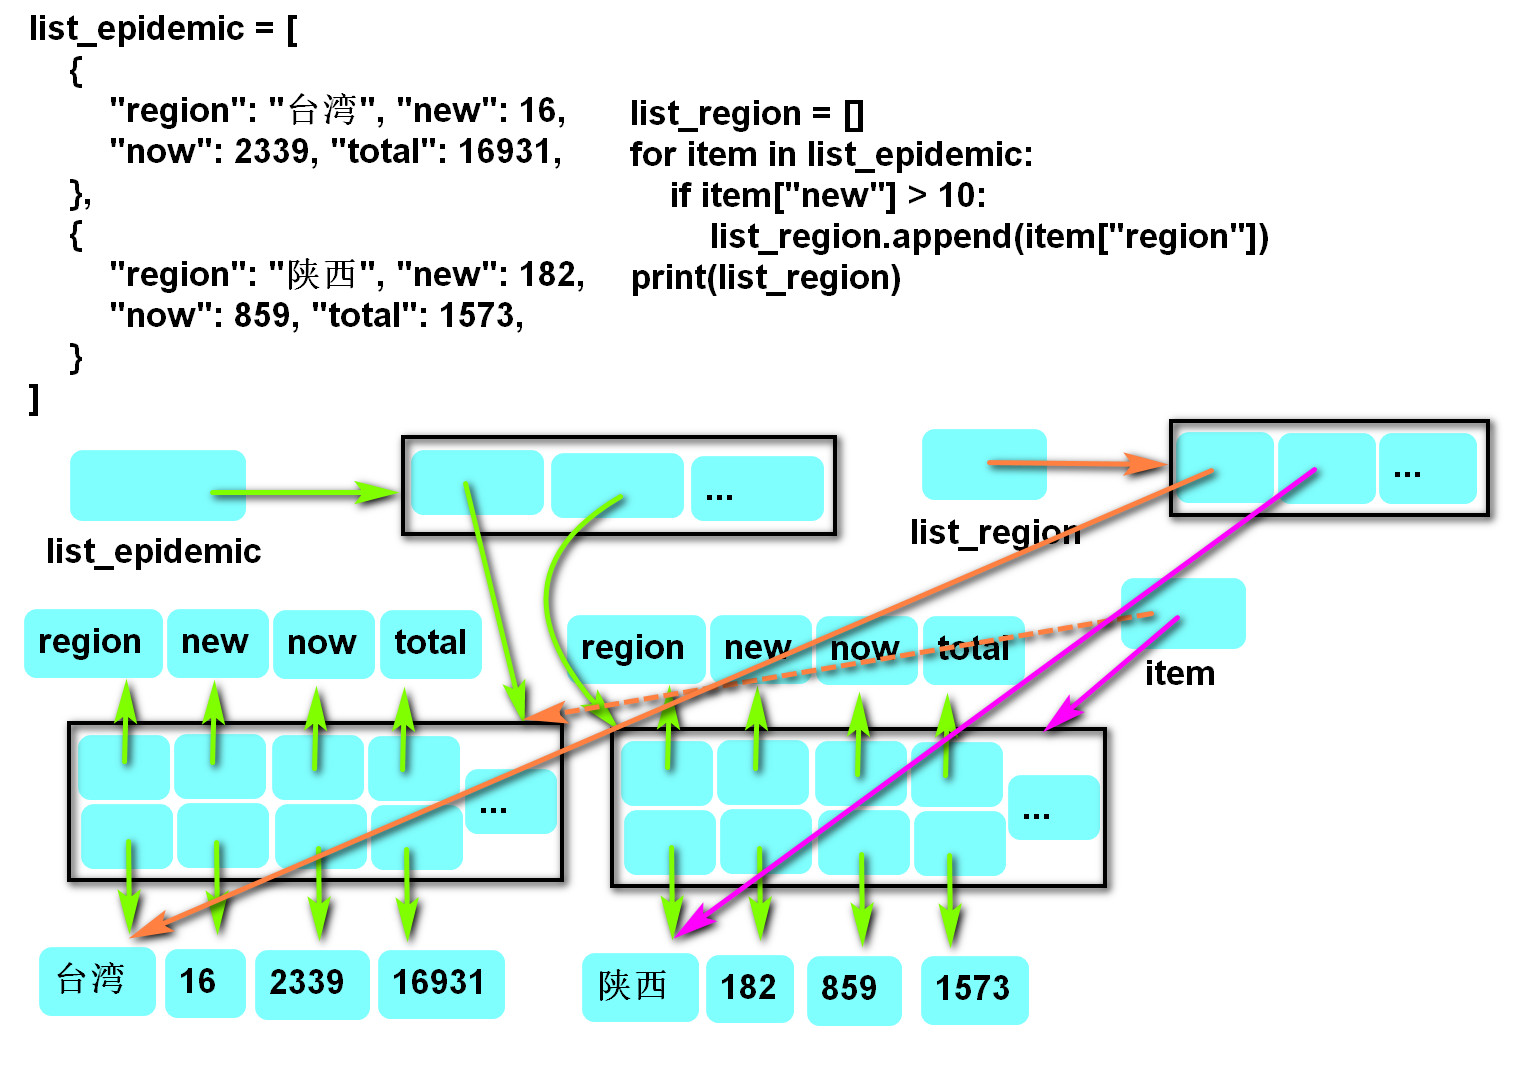 list_epidemic = [
{
"region": "台湾", "new": 16,
"now": 2339, "total": 16931,
},
{
"region": "陕西", "new": 182,
"now": 859, "total": 1573,
}
]
list_region = []
for item in list_epidemic:
if item["new"] > 10:
list_region.append(item["region"])
print(list_region)
...
list_epidemic
...
list_region
region new now total
region new now total
item
...
...
台湾 16 2339 16931
陕西 182 859 1573